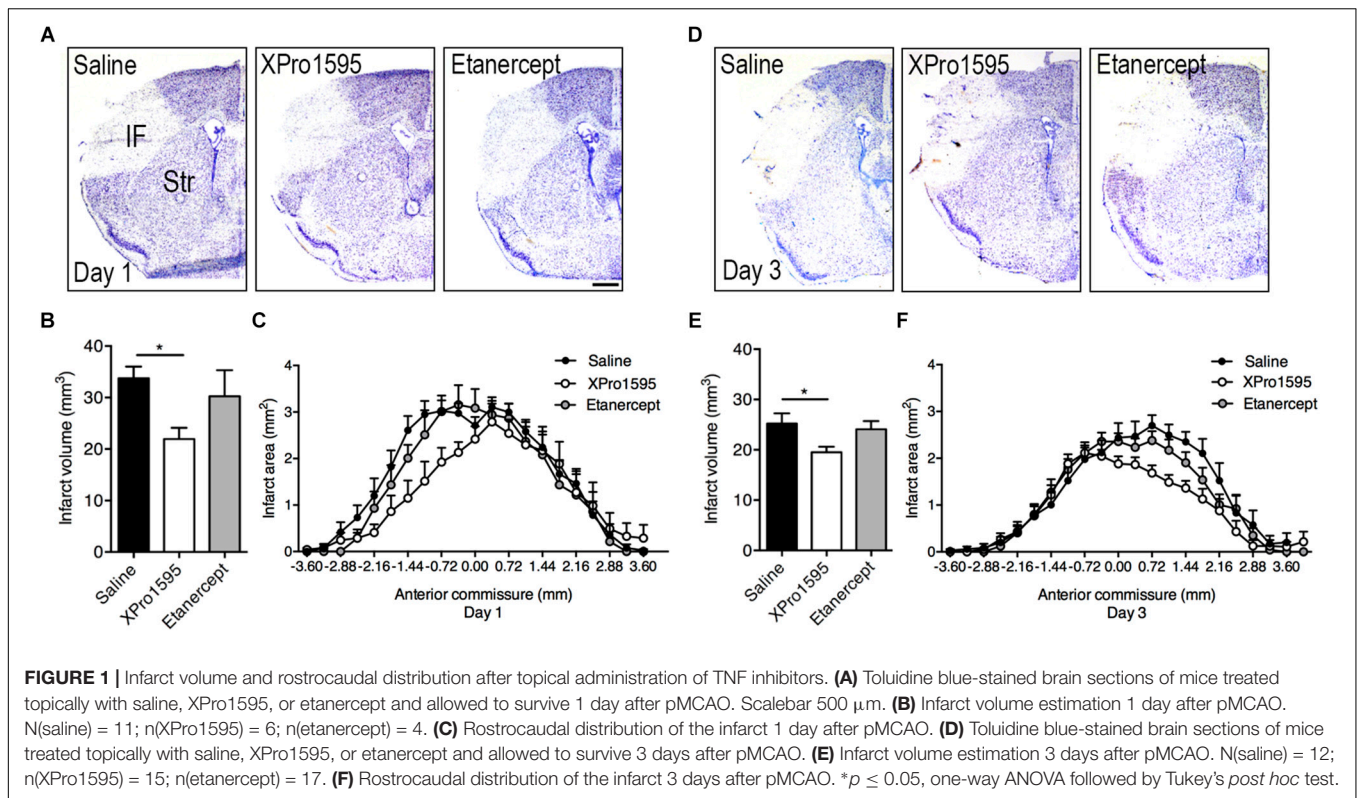 A
Saline
XPro1595
Etanercept
IF
Str
Day 1
D
Saline
XPro1595
Etanercept
Day 3
B
Infarct volume (mm³)
40
30
20
10
0
*
Saline
XPro1595
Etanercept
C
Infarct area (mm²)
4
3
2
1
0
Saline
XPro1595
Etanercept
-3.60 -2.88 -2.16 -1.44 -0.72 0.00 0.72 1.44 2.16 2.88 3.60
Anterior commissure (mm)
Day 1
E
Infarct volume (mm³)
40
30
20
10
0
*
Saline
XPro1595
Etanercept
F
Infarct area (mm²)
4
3
2
1
0
Saline
XPro1595
Etanercept
-3.60 -2.88 -2.16 -1.44 -0.72 0.00 0.72 1.44 2.16 2.88 3.60
Anterior commissure (mm)
Day 3
FIGURE 1 | Infarct volume and rostrocaudal distribution after topical administration of TNF inhibitors. (A) Toluidine blue-stained brain sections of mice treated
topically with saline, XPro1595, or etanercept and allowed to survive 1 day after pMCAO. Scalebar 500 μm. (B) Infarct volume estimation 1 day after pMCAO.
N(saline) = 11; n(XPro1595) = 6; n(etanercept) = 4. (C) Rostrocaudal distribution of the infarct 1 day after pMCAO. (D) Toluidine blue-stained brain sections of mice
treated topically with saline, XPro1595, or etanercept and allowed to survive 3 days after pMCAO. (E) Infarct volume estimation 3 days after pMCAO. N(saline) = 12;
n(XPro1595) = 15; n(etanercept) = 17. (F) Rostrocaudal distribution of the infarct 3 days after pMCAO. *p ≤ 0.05, one-way ANOVA followed by Tukey's post hoc test.